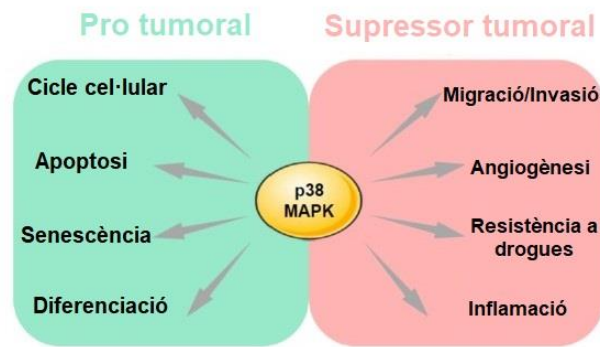 Pro tumoral
Supressor tumoral
Cicle cel·lular
Apoptosi
Senescència
Diferenciació
p38
MAPK
Migració/Invasió
Angiogènesi
Resistència a
drogues
Inflamació